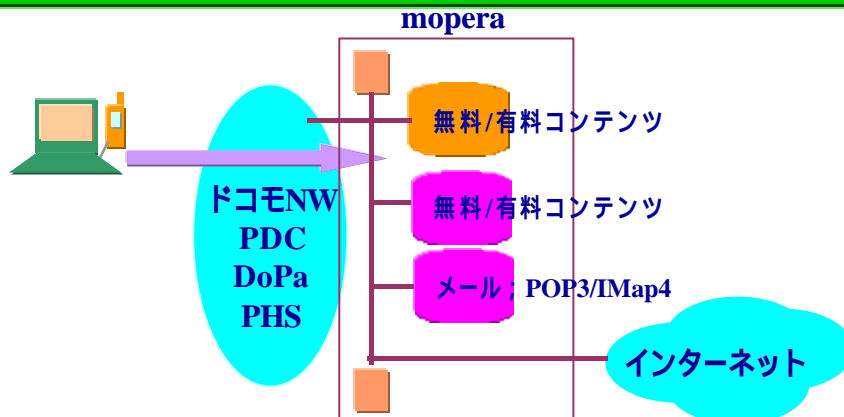 mopera
無料/有料コンテンツ
ドコモNW
PDC
DoPa
PHS
無料/有料コンテンツ
メール；POP3/IMap4
インターネット